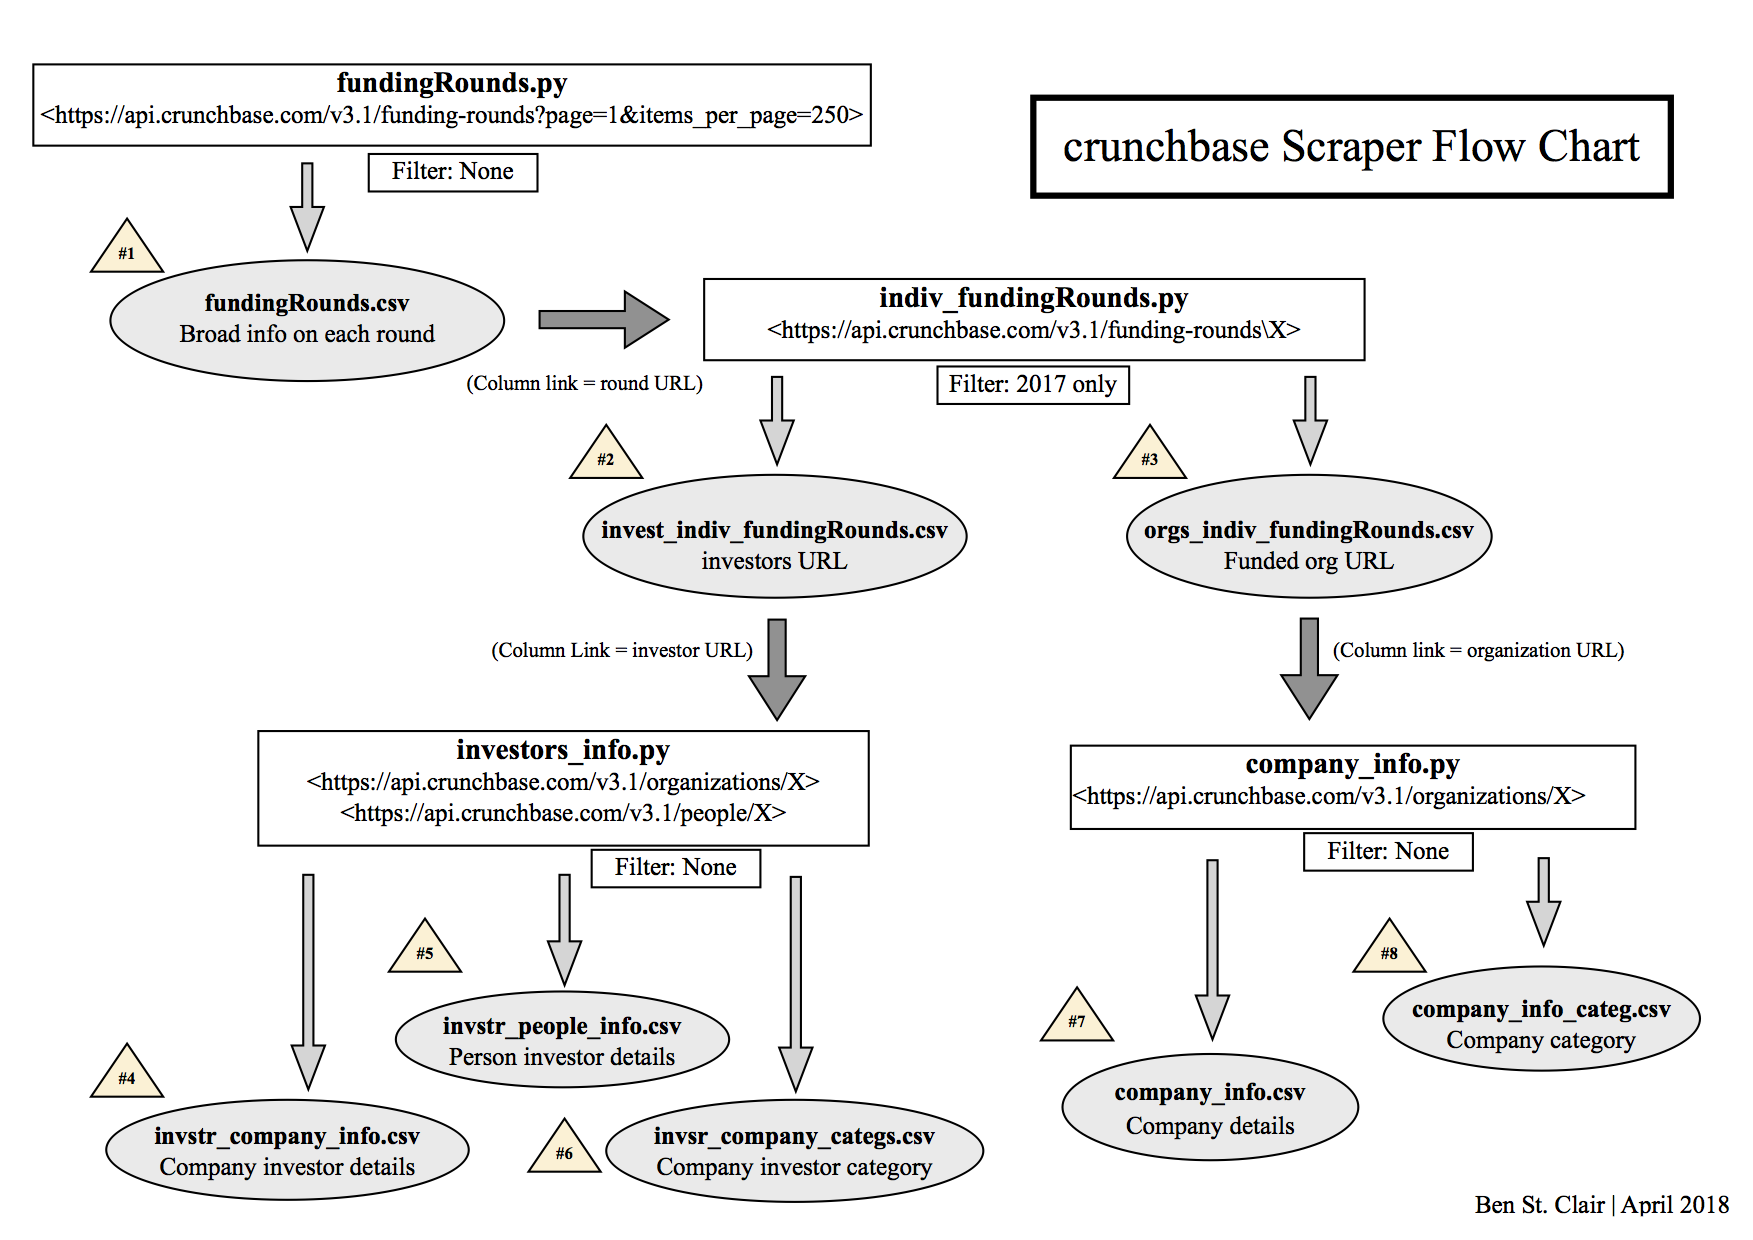 fundingRounds.py
<https://api.crunchbase.com/v3.1/funding-rounds?page=1&items_per_page=250>
Filter: None
crunchbase Scraper Flow Chart
#1
fundingRounds.csv
Broad info on each round
(Column link = round URL)
indiv_fundingRounds.py
<https://api.crunchbase.com/v3.1/funding-rounds\X>
Filter: 2017 only
#2
invest_indiv_fundingRounds.csv
investors URL
#3
orgs_indiv_fundingRounds.csv
Funded org URL
(Column Link = investor URL)
(Column link = organization URL)
investors_info.py
<https://api.crunchbase.com/v3.1/organizations/X>
<https://api.crunchbase.com/v3.1/people/X>
Filter: None
company_info.py
<https://api.crunchbase.com/v3.1/organizations/X>
Filter: None
#4
invstr_company_info.csv
Company investor details
#5
invstr_people_info.csv
Person investor details
#6
invsr_company_categs.csv
Company investor category
#7
company_info.csv
Company details
#8
company_info_categ.csv
Company category
Ben St. Clair | April 2018